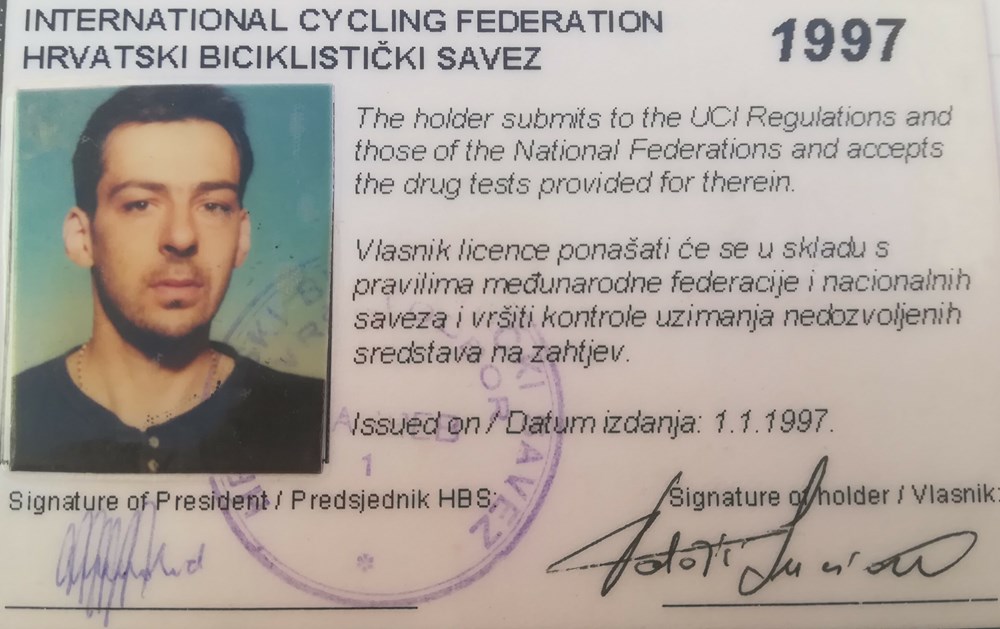 INTERNATIONAL CYCLING FEDERATION
HRVATSKI BICIKLISTIČKI SAVEZ
1997
The holder submits to the UCI Regulations and
those of the National Federations and accepts
the drug tests provided for therein.
Vlasnik licence ponašati će se u skladu s
pravilima međunarodne federacije i nacionalnih
saveza i vršiti kontrole uzimanja nedozvoljenih
sredstava na zahtjev.
Issued on / Datum izdanja: 1.1.1997.
Signature of President / Predsjednik HBS:
Signature of holder / Vlasnik:
SAVEZ
1